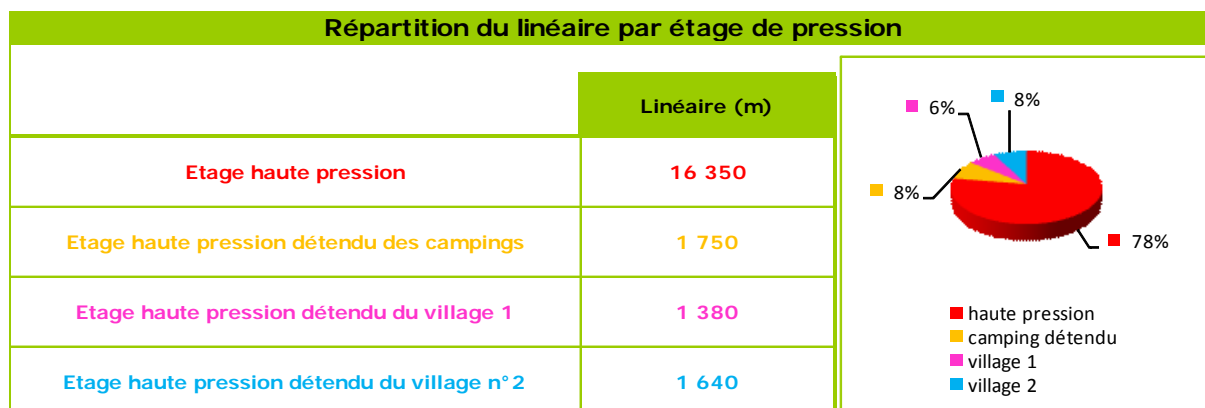 Répartition du linéaire par étage de pression
Linéaire (m)
Etage haute pression 16 350
Etage haute pression détendu des campings 1 750
Etage haute pression détendu du village 1 1 380
Etage haute pression détendu du village n°2 1 640
6% 8%
8%
78%
haute pression
camping détendu
village 1
village 2